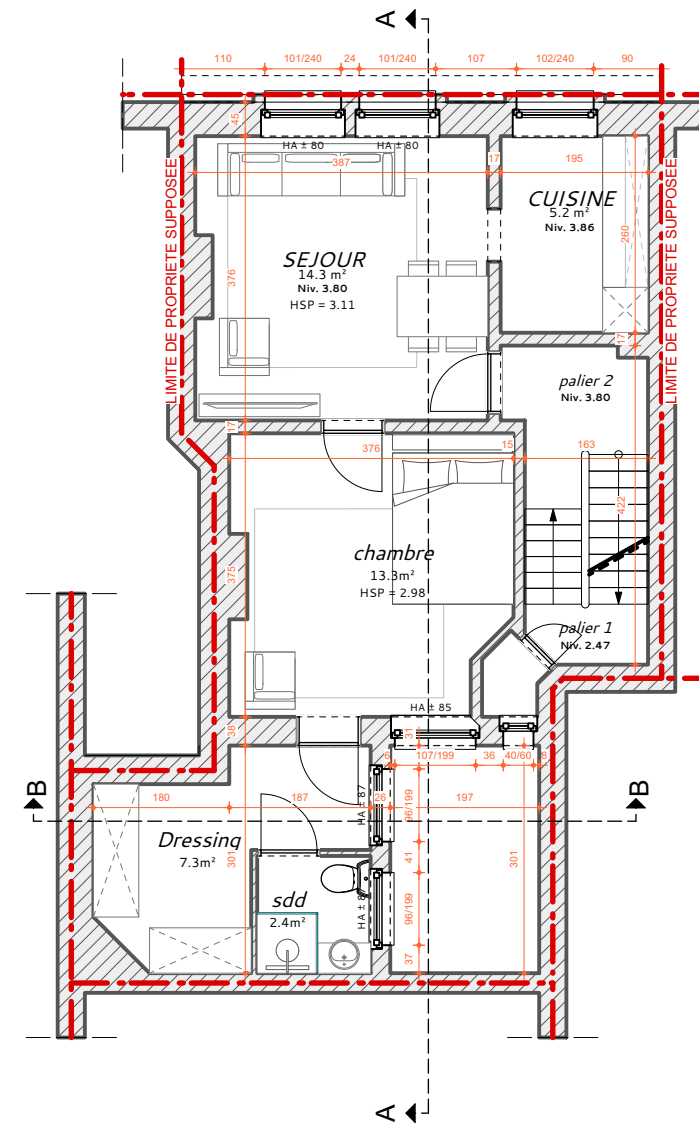 A
110
101/240
24
101/240
107
102/240
90
45
HA ± 80
HA ± 80
387
17
195
LIMITE DE PROPRIETE SUPPOSEE
LIMITE DE PROPRIETE SUPPOSEE
CUISINE
5.2 m²
Niv. 3.86
260
SEJOUR
14.3 m²
Niv. 3.80
HSP = 3.11
376
17
palier 2
Niv. 3.80
17
376
15
163
422
chambre
13.3m²
HSP = 2.98
375
palier 1
Niv. 2.47
HA ± 85
38
31
8
107/199
36
40/60
8
B
B
180
187
26
197
HA ± 87
96/199
Dressing
7.3m²
301
41
301
sdd
2.4m²
96/199
37
A